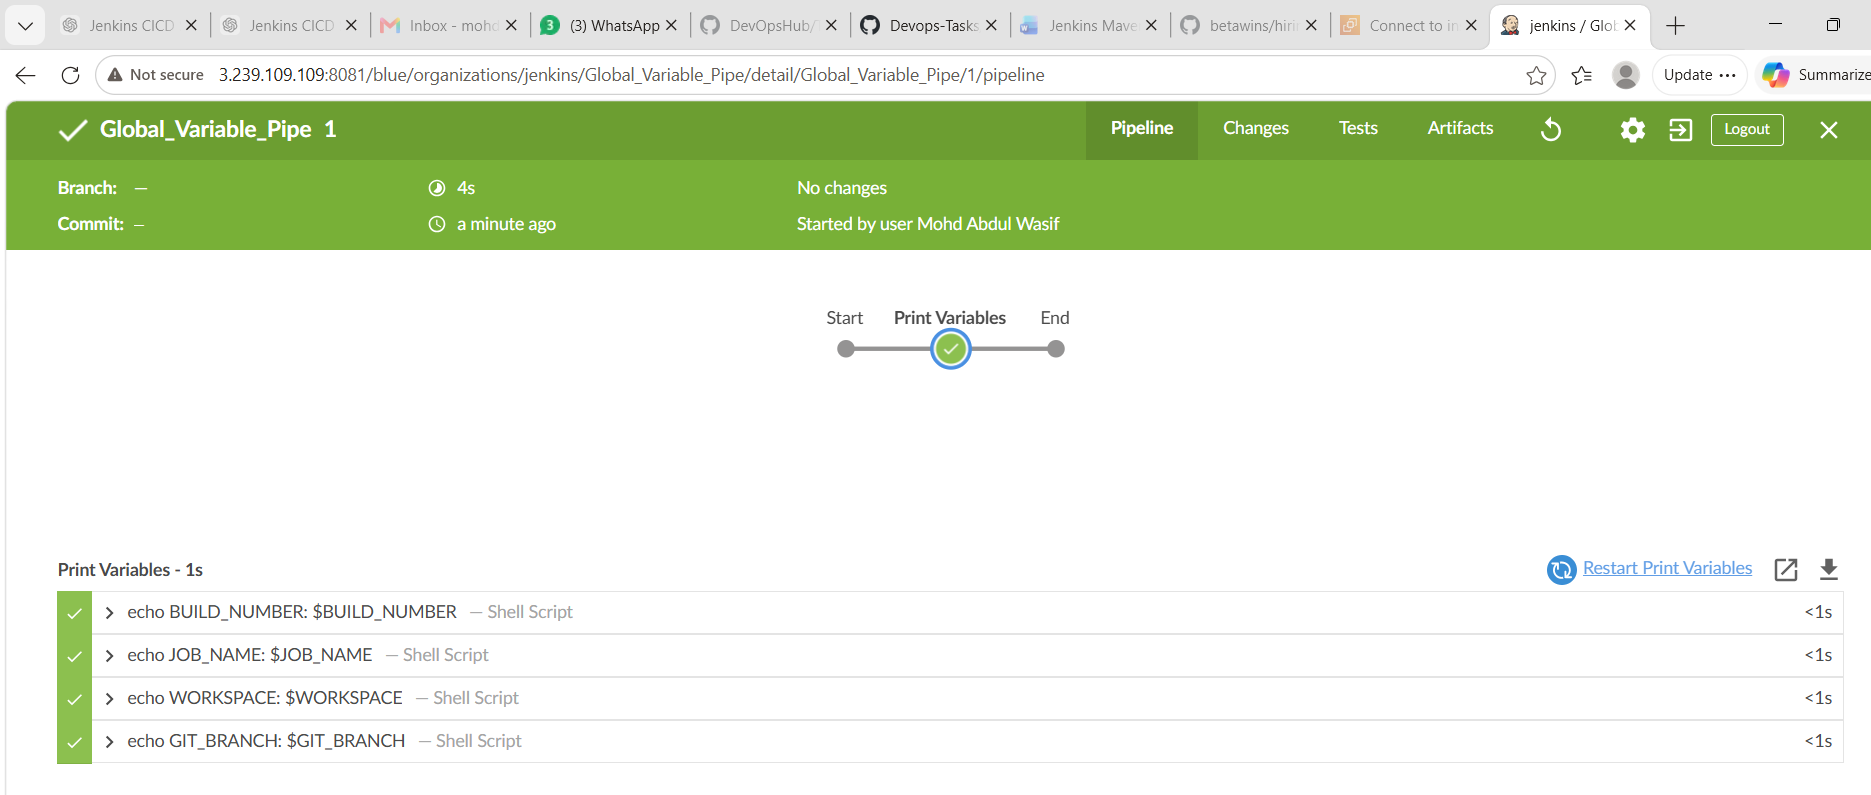 Jenkins CICD
Jenkins CICD
Inbox - mohd
3 (3) WhatsApp
DevOpsHub/
Devops-Tasks
Jenkins Mave
betawins/hiri
Connect to in
jenkins / Glob
Not secure 3.239.109.109:8081/blue/organizations/jenkins/Global_Variable_Pipe/detail/Global_Variable_Pipe/1/pipeline
Update
Summarize
Global_Variable_Pipe 1
Pipeline
Changes
Tests
Artifacts
Logout
Branch: —
4s
No changes
Commit: –
a minute ago
Started by user Mohd Abdul Wasif
Start
Print Variables
End
Print Variables - 1s
Restart Print Variables
echo BUILD_NUMBER: $BUILD_NUMBER — Shell Script <1s
echo JOB_NAME: $JOB_NAME — Shell Script <1s
echo WORKSPACE: $WORKSPACE — Shell Script <1s
echo GIT_BRANCH: $GIT_BRANCH — Shell Script <1s